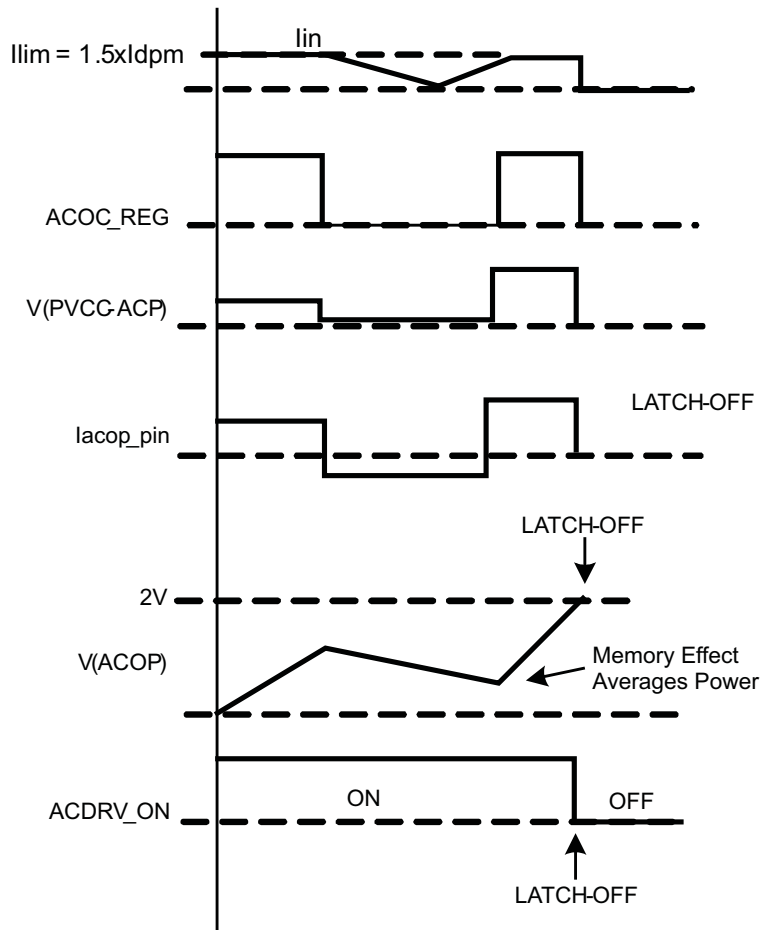 Iin
Ilim = 1.5xIdpm
ACOC_REG
V(PVCC-ACP)
LATCH-OFF
Iacop_pin
LATCH-OFF
2V
V(ACOP)
Memory Effect
Averages Power
ON
OFF
ACDRV_ON
LATCH-OFF